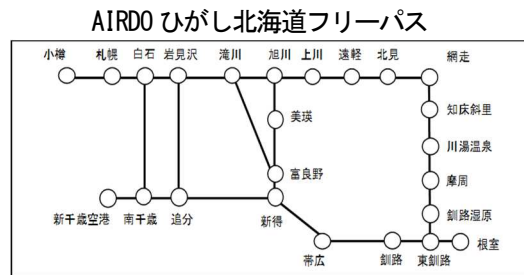 AIRDO ひがし北海道フリーパス
小樽 札幌 白石 岩見沢 滝川 旭川 上川 遠軽 北見 網走
美瑛
知床斜里
川湯温泉
富良野
摩周
新千歳空港 南千歳 追分 新得
釧路湿原
帯広 釧路 東釧路 根室